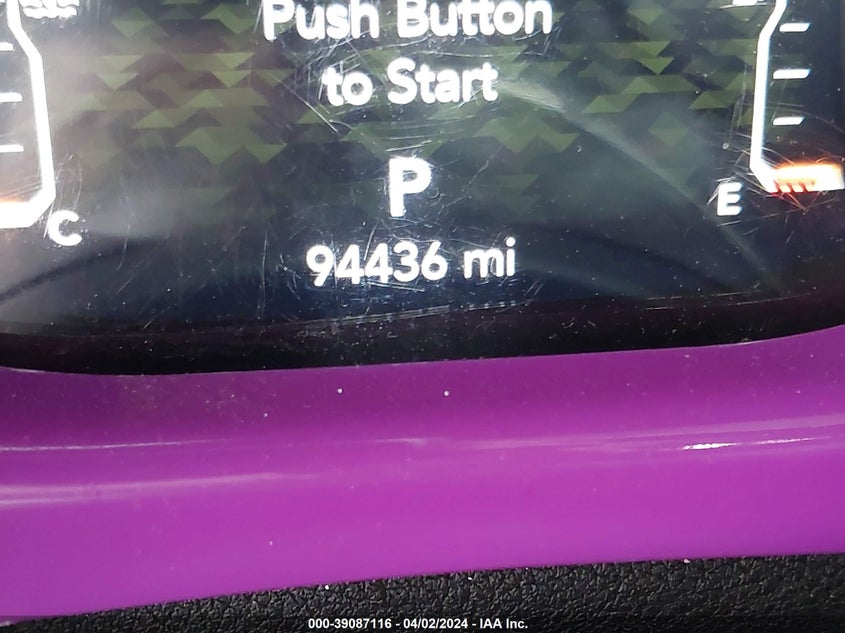 Push Button
to Start
P
E
C
94436 mi
000-39087116 - 04/02/2024 - IAA Inc.